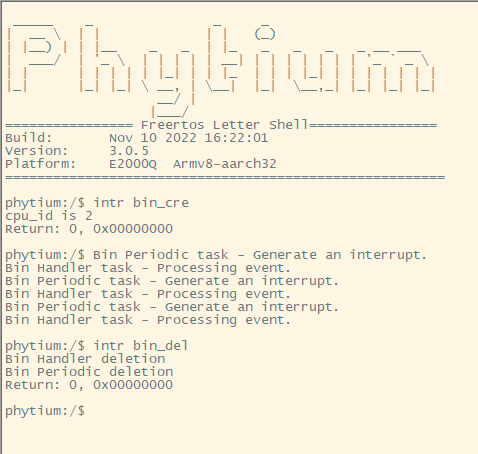 Phytium
================ Freertos Letter Shell================
Build:       Nov 10 2022 16:22:01
Version:     3.0.5
Platform:    E2000Q  Armv8-aarch32
=======================================================
phytium:/$ intr bin_cre
cpu_id is 2
Return: 0, 0x00000000
phytium:/$ Bin Periodic task - Generate an interrupt.
Bin Handler task - Processing event.
Bin Periodic task - Generate an interrupt.
Bin Handler task - Processing event.
Bin Periodic task - Generate an interrupt.
Bin Handler task - Processing event.
phytium:/$ intr bin_del
Bin Handler deletion
Bin Periodic deletion
Return: 0, 0x00000000
phytium:/$